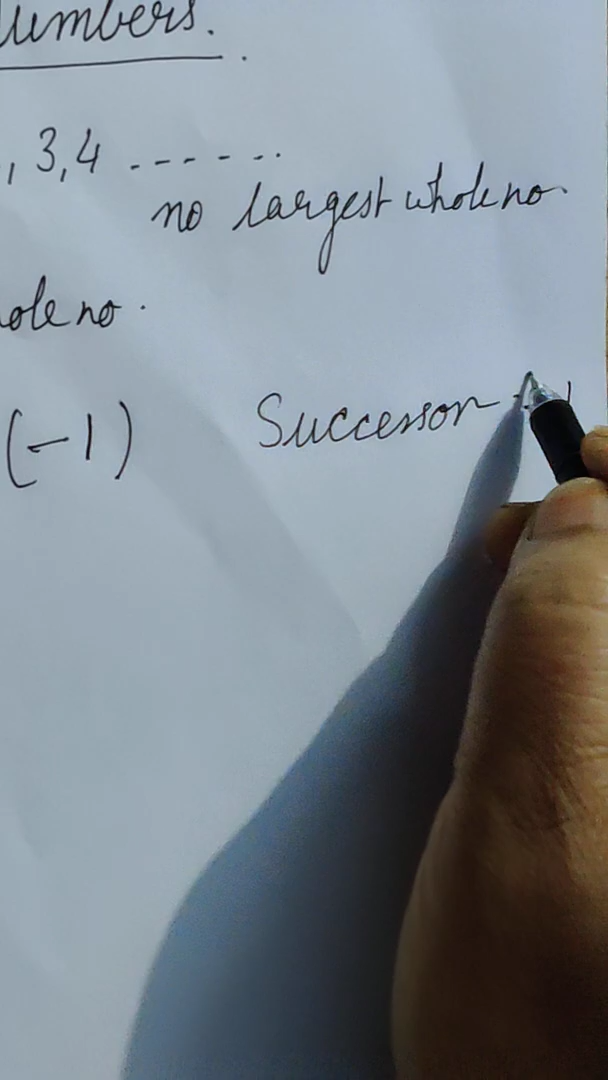 umbers.
, 3, 4 ------..
no largest whole no.
ole no.
(-1) Successor -